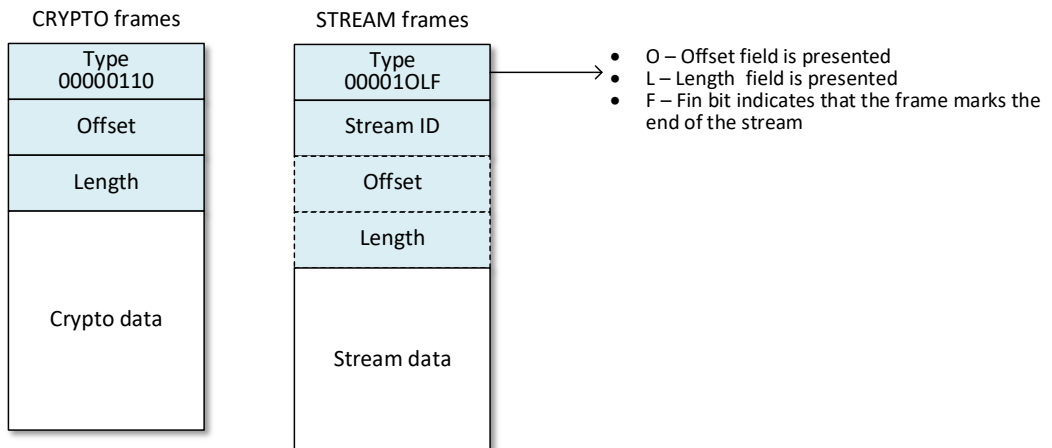 CRYPTO frames
Type
00000110
Offset
Length
Crypto data
STREAM frames
Type
00001OLF
Stream ID
Offset
Length
Stream data
• O – Offset field is presented
• L – Length field is presented
• F – Fin bit indicates that the frame marks the
end of the stream